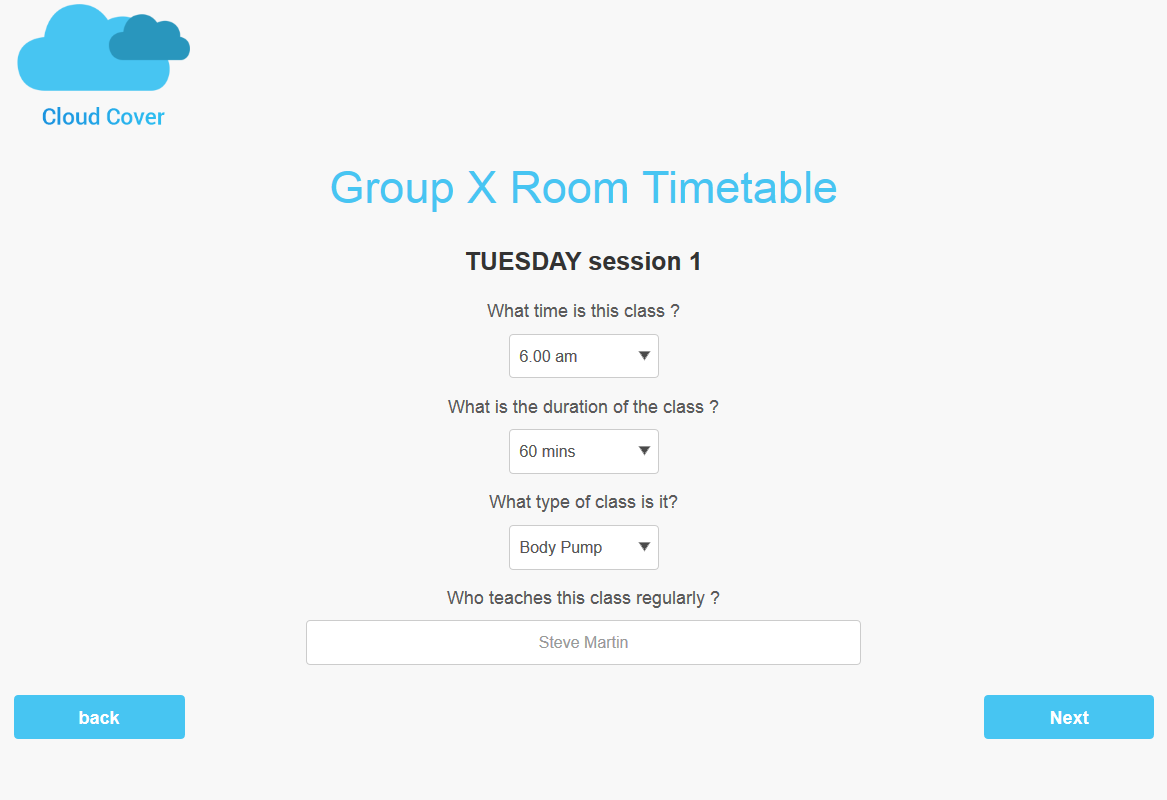 Cloud Cover
Group X Room Timetable
TUESDAY session 1
What time is this class ?
6.00 am
What is the duration of the class ?
60 mins
What type of class is it?
Body Pump
Who teaches this class regularly ?
Steve Martin
back
Next